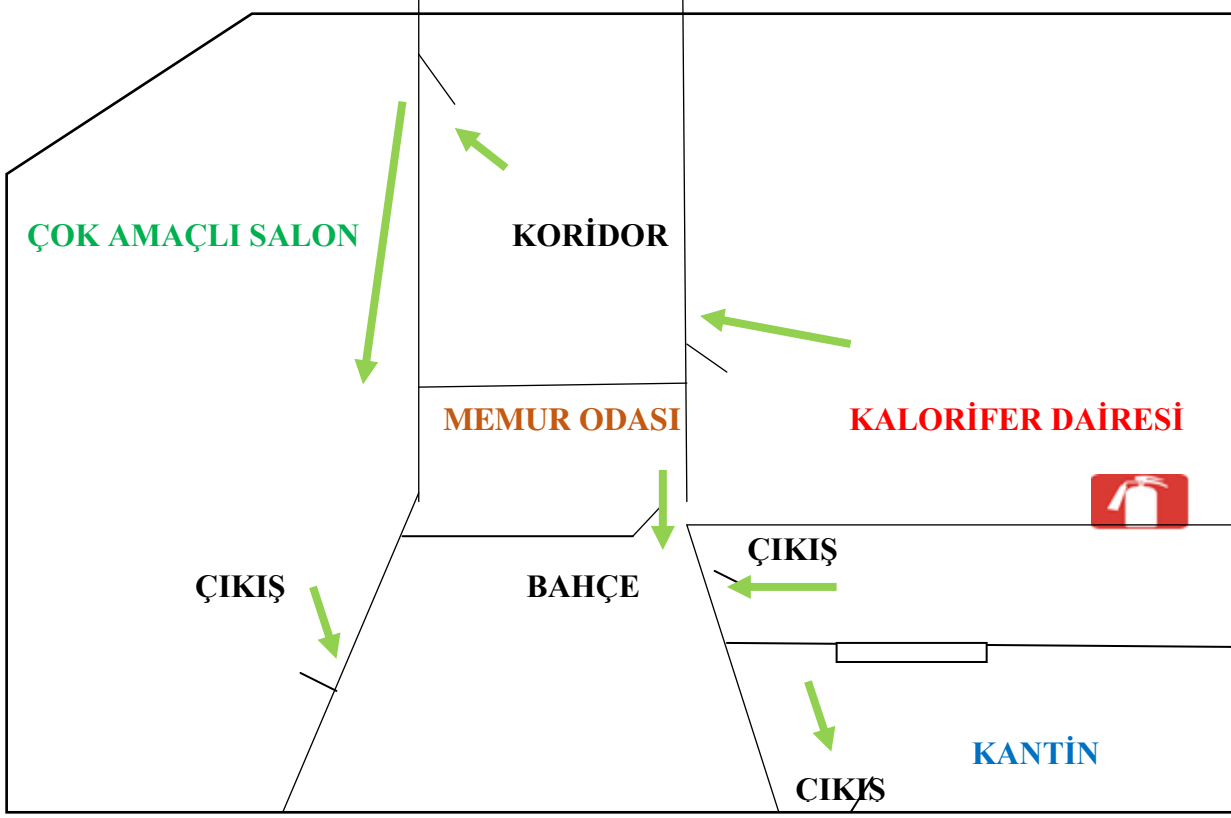 ÇOK AMAÇLI SALON
KORİDOR
MEMUR ODASI
KALORİFER DAİRESİ
ÇIKIŞ
ÇIKIŞ
BAHÇE
KANTİN
ÇIKIŞ